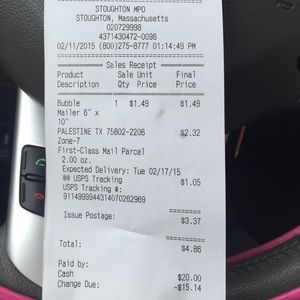 ========================================
STOUGHTON MPO
STOUGHTON, Massachusetts
020729998
4371430472-0096
02/11/2015 (800)275-8777 01:14:49 PM
========================================
Sales Receipt
Product Sale Unit Final
Description Qty Price Price
Bubble 1 $1.49 $1.49
Mailer 6" x
10"
PALESTINE TX 75802-2206 $2.32
Zone-7
First-Class Mail Parcel
2.00 oz.
Expected Delivery: Tue 02/17/15
## USPS Tracking $1.05
USPS Tracking #:
9114999944314070262969
========
Issue Postage: $3.37
========
Total: $4.86
Paid by:
Cash $20.00
Change Due: -$15.14